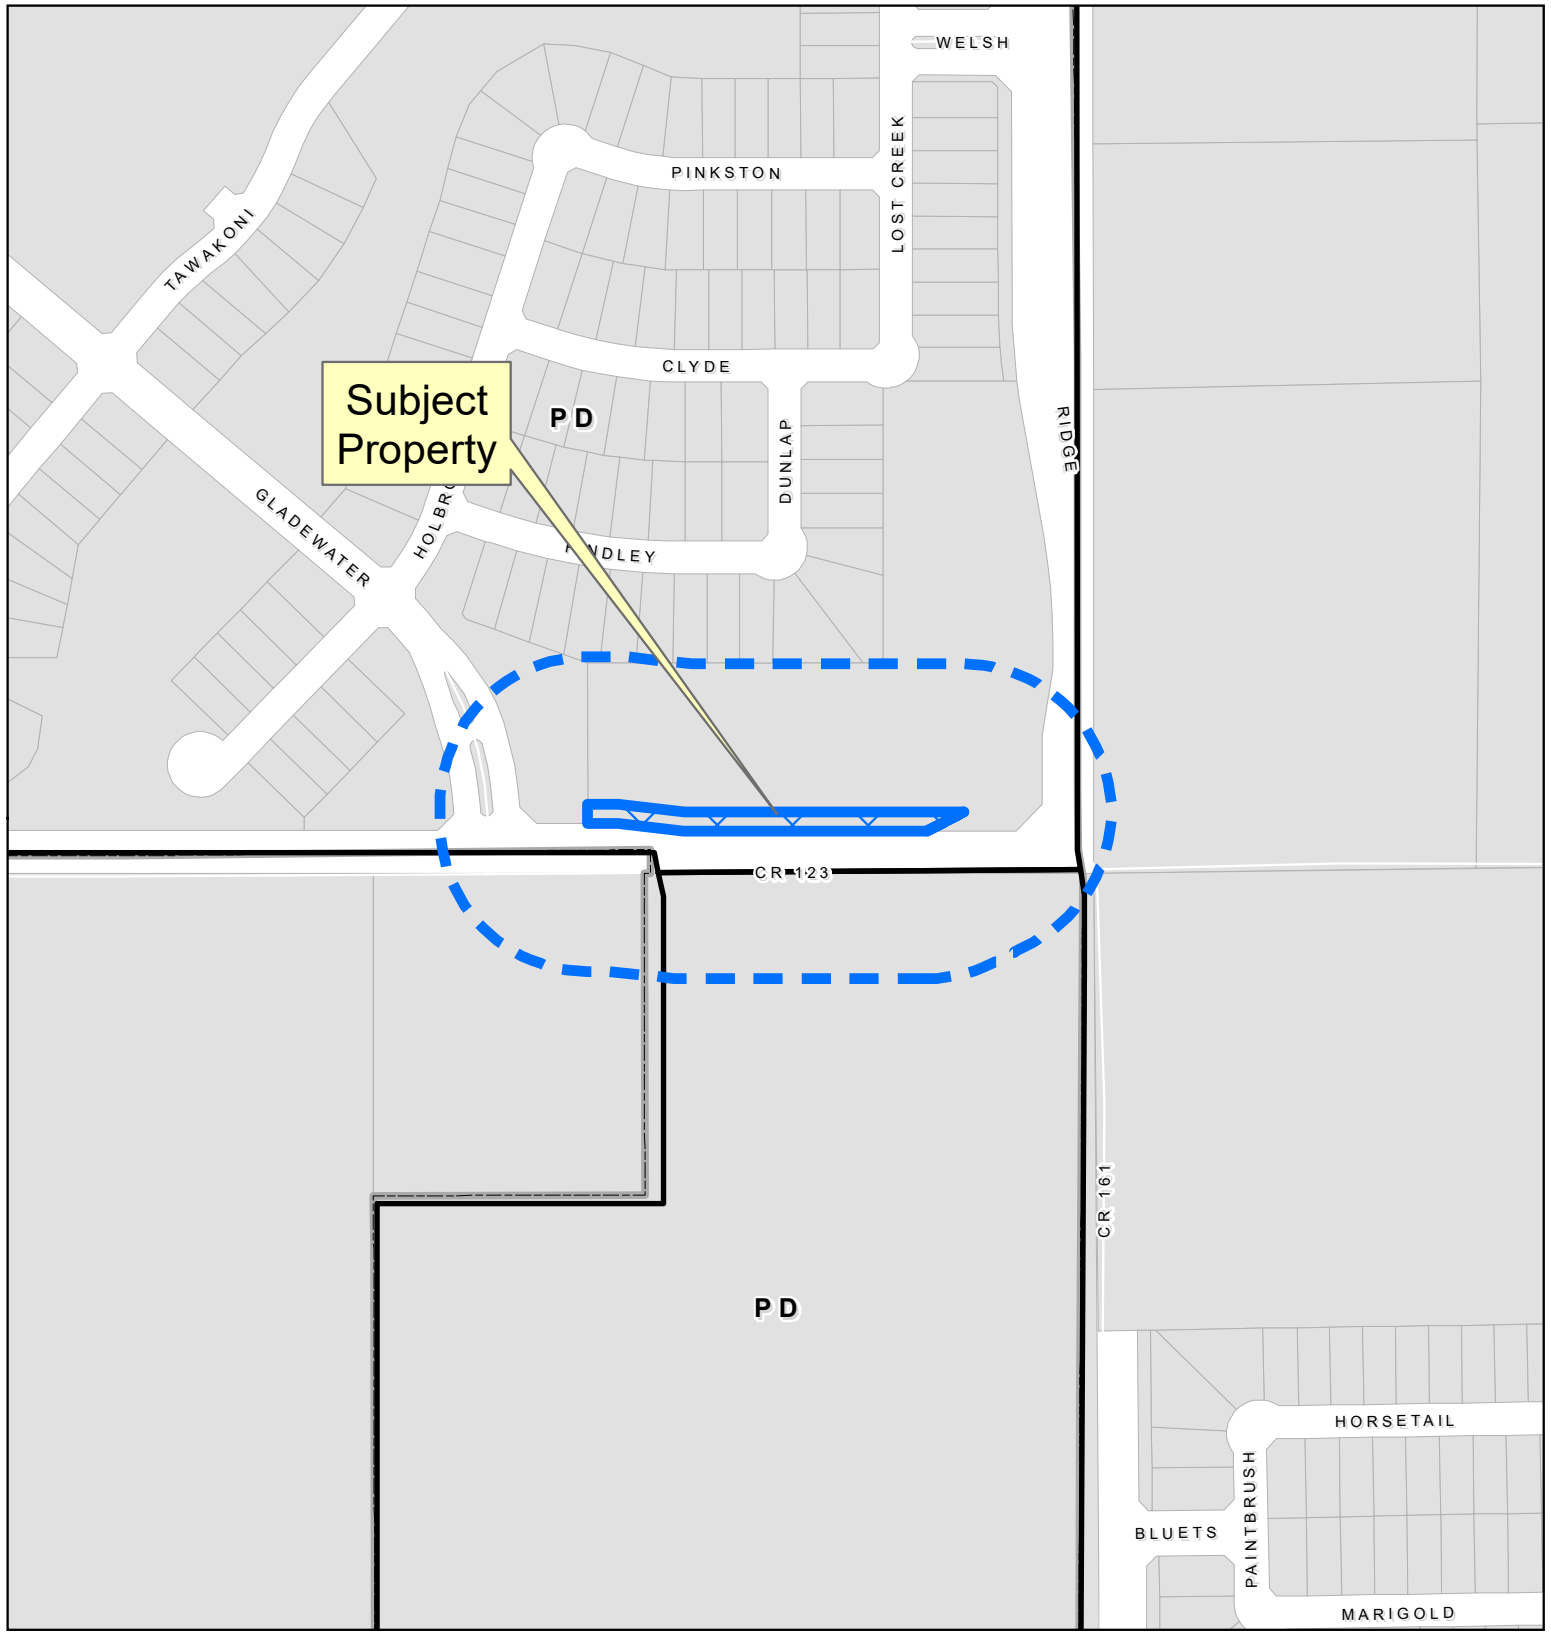 WELSH
PINKSTON
LOST CREEK
TAWAKONI
CLYDE
Subject
Property
PD
RIDGE
DUNLAP
GLADEWATER
NDLEY
CR 123
CR 161
PD
HORSETAIL
PAINTBRUSH
BLUETS
MARIGOLD